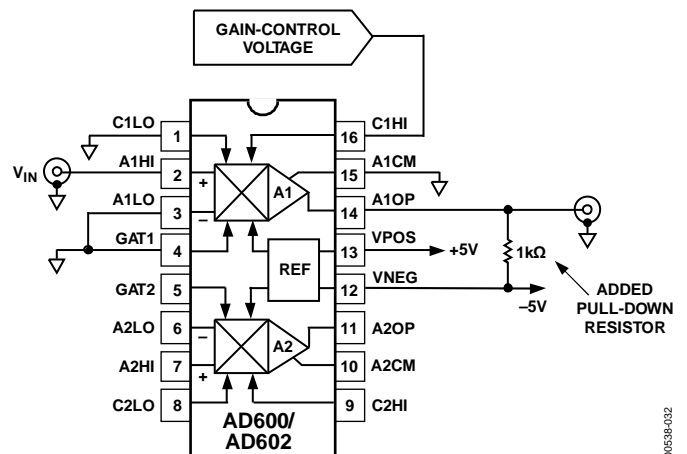 GAIN-CONTROL
VOLTAGE
C1LO
1
16
C1HI
VIN
A1HI
2
+
A1
15
A1CM
A1LO
3
–
14
A1OP
GAT1
4
REF
13
VPOS
+5V
1kΩ
GAT2
5
12
VNEG
–5V
ADDED
PULL-DOWN
RESISTOR
A2LO
6
–
A2
11
A2OP
A2HI
7
+
10
A2CM
C2LO
8
9
C2HI
AD600/
AD602
00538-032